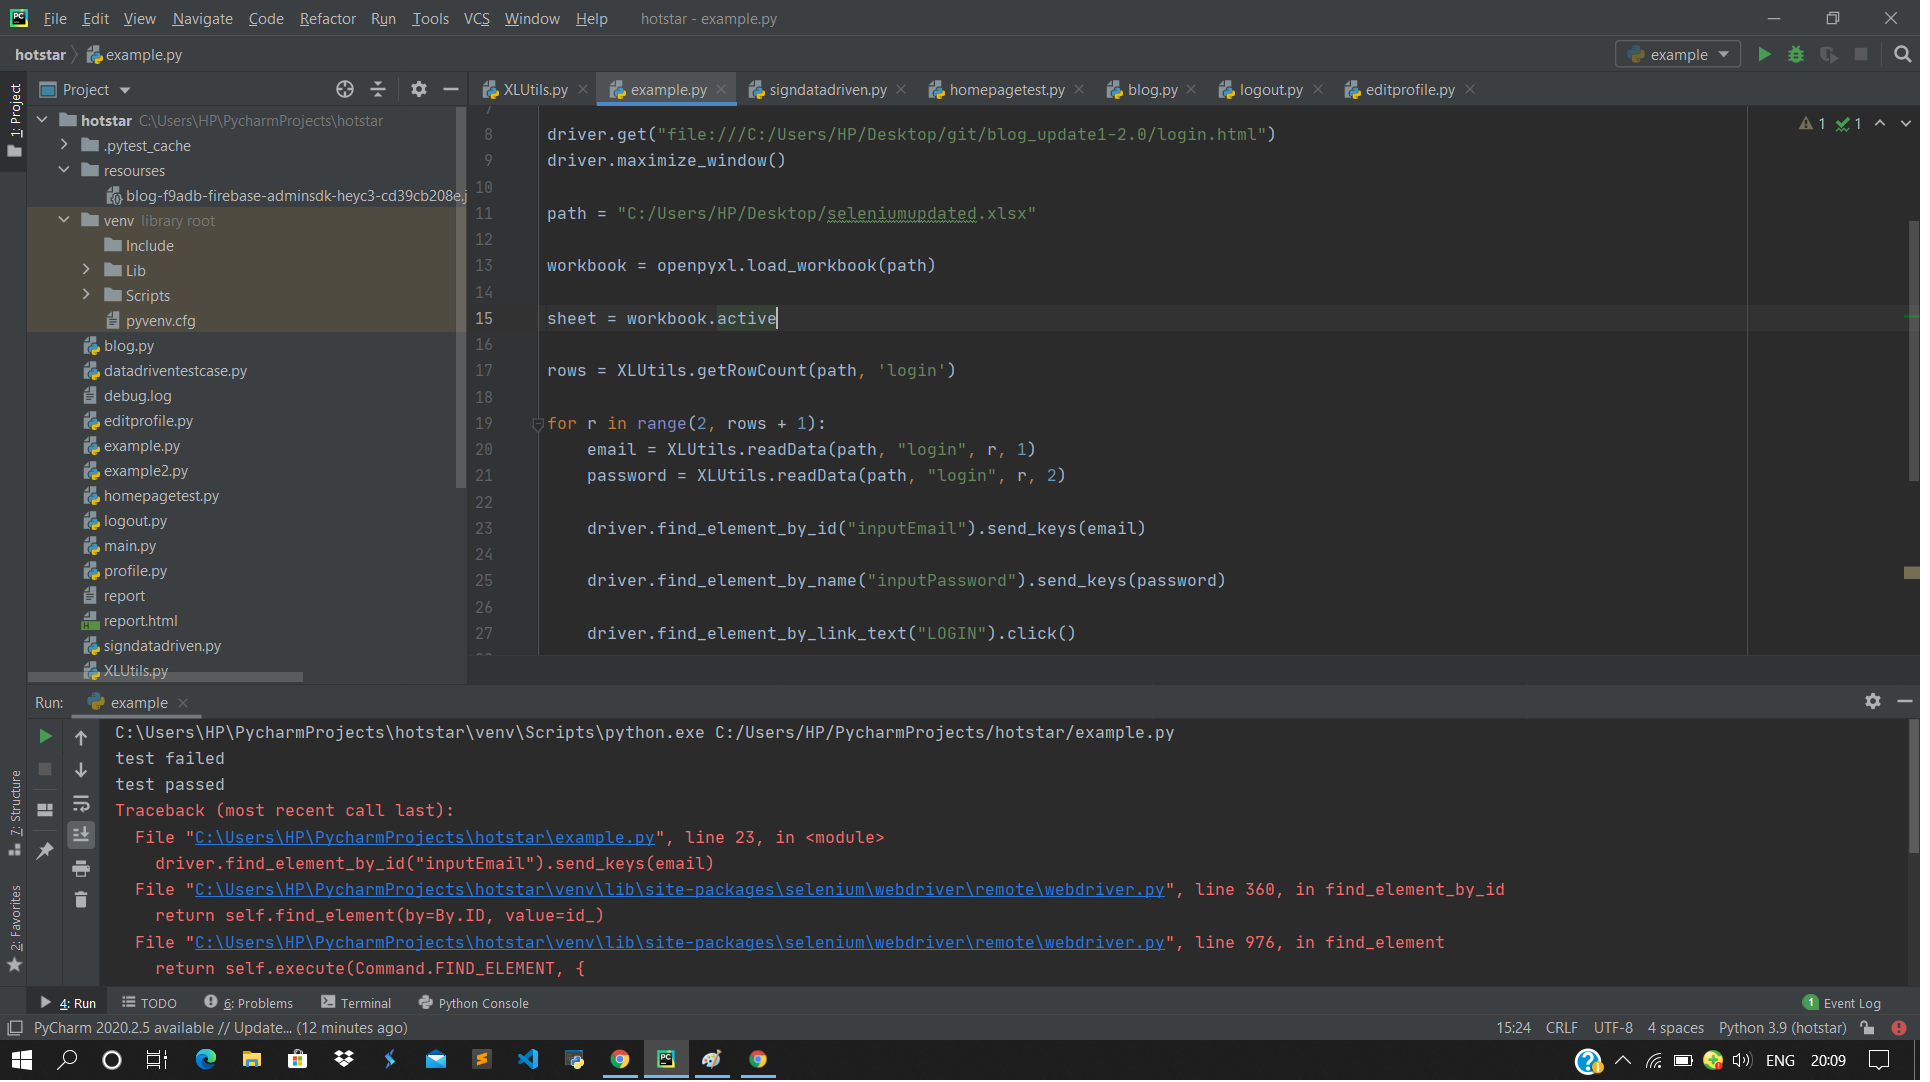 File Edit View Navigate Code Refactor Run Tools VCS Window Help hotstar - example.py
hotstar example.py example
1: Project
Project XLUtils.py example.py signdatadriven.py homepagetest.py blog.py logout.py editprofile.py
hotstar C:\Users\HP\PycharmProjects\hotstar
.pytest_cache
resourses
blog-f9adb-firebase-adminsdk-heyc3-cd39cb208e.j
venv library root
Include
Lib
Scripts
pyvenv.cfg
blog.py
datadriventestcase.py
debug.log
editprofile.py
example.py
example2.py
homepagetest.py
logout.py
main.py
profile.py
report
report.html
signdatadriven.py
XLUtils.py
1 1
8 driver.get("file:///C:/Users/HP/Desktop/git/blog_update1-2.0/login.html")
9 driver.maximize_window()
10
11 path = "C:/Users/HP/Desktop/seleniumupdated.xlsx"
12
13 workbook = openpyxl.load_workbook(path)
14
15 sheet = workbook.active
16
17 rows = XLUtils.getRowCount(path, 'login')
18
19 for r in range(2, rows + 1):
20 email = XLUtils.readData(path, "login", r, 1)
21 password = XLUtils.readData(path, "login", r, 2)
22
23 driver.find_element_by_id("inputEmail").send_keys(email)
24
25 driver.find_element_by_name("inputPassword").send_keys(password)
26
27 driver.find_element_by_link_text("LOGIN").click()
Run: example
C:\Users\HP\PycharmProjects\hotstar\venv\Scripts\python.exe C:/Users/HP/PycharmProjects/hotstar/example.py
test failed
test passed
Traceback (most recent call last):
File "C:\Users\HP\PycharmProjects\hotstar\example.py", line 23, in <module>
driver.find_element_by_id("inputEmail").send_keys(email)
File "C:\Users\HP\PycharmProjects\hotstar\venv\lib\site-packages\selenium\webdriver\remote\webdriver.py", line 360, in find_element_by_id
return self.find_element(by=By.ID, value=id_)
File "C:\Users\HP\PycharmProjects\hotstar\venv\lib\site-packages\selenium\webdriver\remote\webdriver.py", line 976, in find_element
return self.execute(Command.FIND_ELEMENT, {
7: Structure
2: Favorites
4: Run TODO 6: Problems Terminal Python Console 1 Event Log
PyCharm 2020.2.5 available // Update... (12 minutes ago) 15:24 CRLF UTF-8 4 spaces Python 3.9 (hotstar)
ENG 20:09